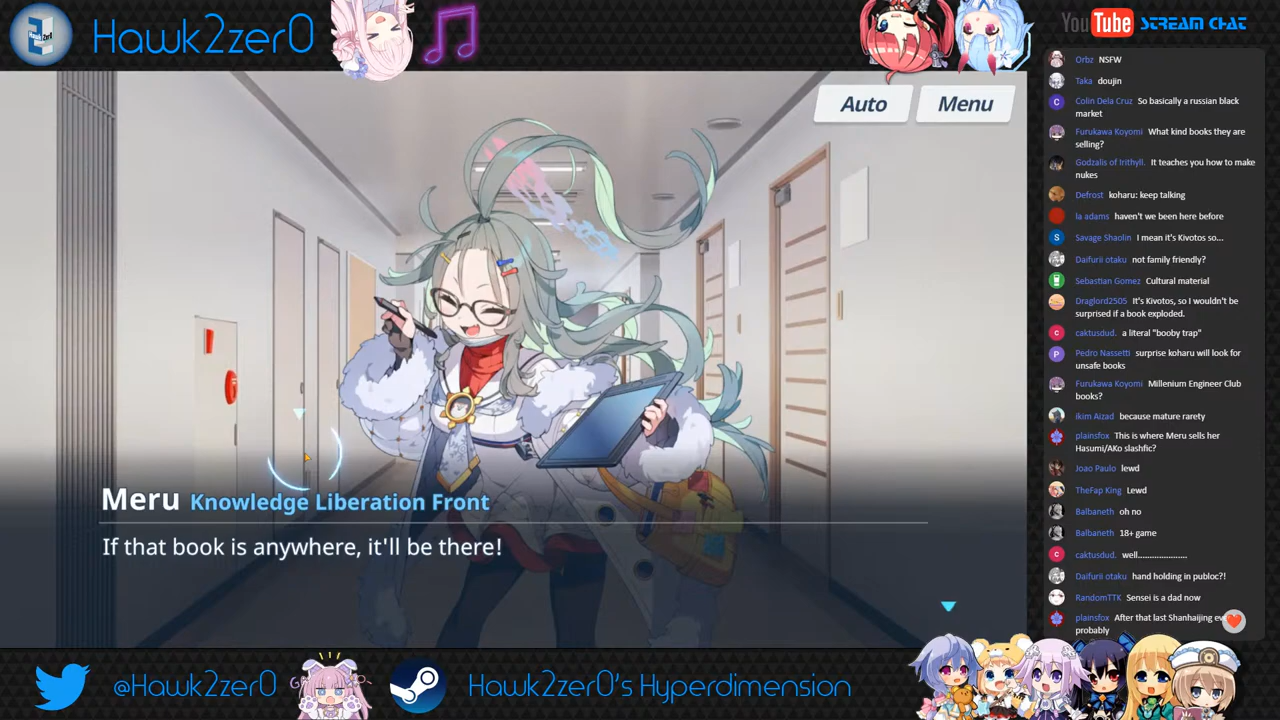 Hawk2zer0
YouTube STREAM CHAT
Auto
Menu
Meru Knowledge Liberation Front
If that book is anywhere, it'll be there!
Orbz NSFW
Taka doujin
Colin Dela Cruz So basically a russian black
market
Furukawa Koyomi What kind books they are
selling?
Godzalis of Irithyll. It teaches you how to make
nukes
Defrost koharu: keep talking
la adams haven't we been here before
Savage Shaolin I mean it's Kivotos so...
Daifurii otaku not family friendly?
Sebastian Gomez Cultural material
Draglord2505 It's Kivotos, so I wouldn't be
surprised if a book exploded.
caktusdud. a literal "booby trap"
Pedro Nassetti surprise koharu will look for
unsafe books
Furukawa Koyomi Millenium Engineer Club
books?
ikim Aizad because mature rarety
plainsfox This is where Meru sells her
Hasumi/AKo slashfic?
Joao Paulo lewd
TheFap King Lewd
Balbaneth oh no
Balbaneth 18+ game
caktusdud. well.....................
Daifurii otaku hand holding in publoc?!
RandomTTK Sensei is a dad now
plainsfox After that last Shanhaijing
probably
@Hawk2zer0
Hawk2zer0's Hyperdimension